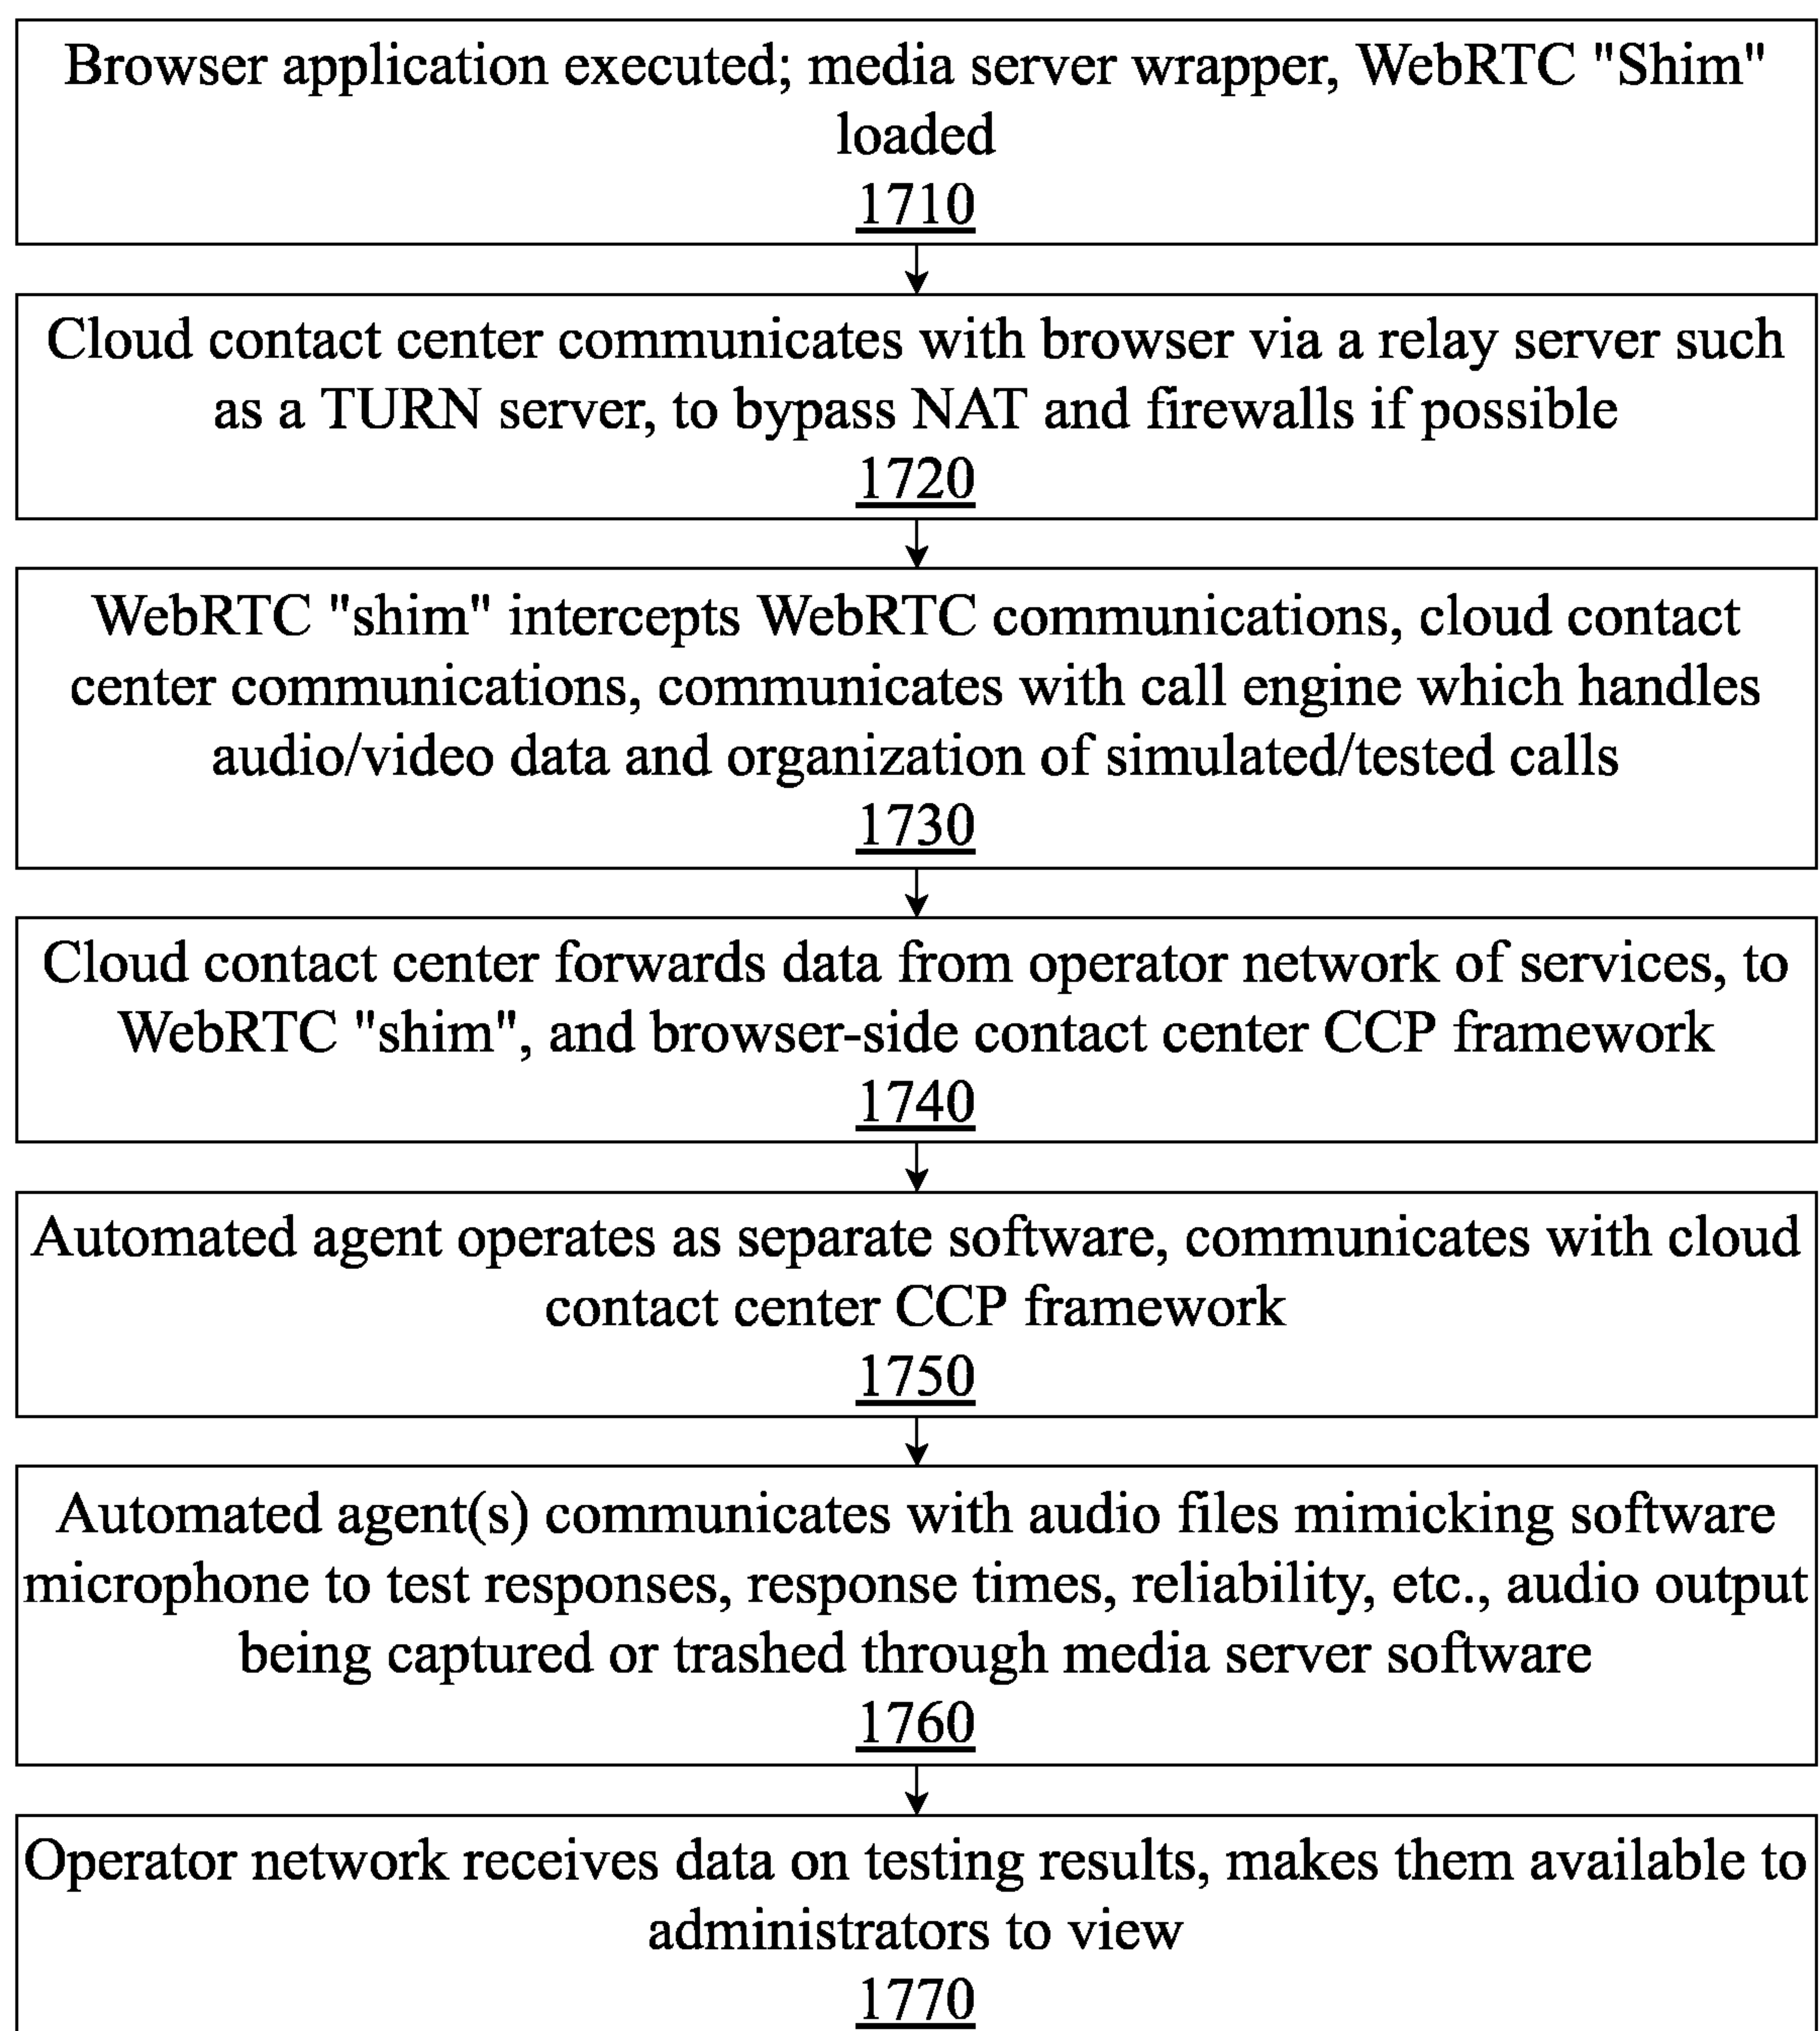 Browser application executed; media server wrapper, WebRTC "Shim"
loaded
1710
Cloud contact center communicates with browser via a relay server such
as a TURN server, to bypass NAT and firewalls if possible
1720
WebRTC "shim" intercepts WebRTC communications, cloud contact
center communications, communicates with call engine which handles
audio/video data and organization of simulated/tested calls
1730
Cloud contact center forwards data from operator network of services, to
WebRTC "shim", and browser-side contact center CCP framework
1740
Automated agent operates as separate software, communicates with cloud
contact center CCP framework
1750
Automated agent(s) communicates with audio files mimicking software
microphone to test responses, response times, reliability, etc., audio output
being captured or trashed through media server software
1760
Operator network receives data on testing results, makes them available to
administrators to view
1770